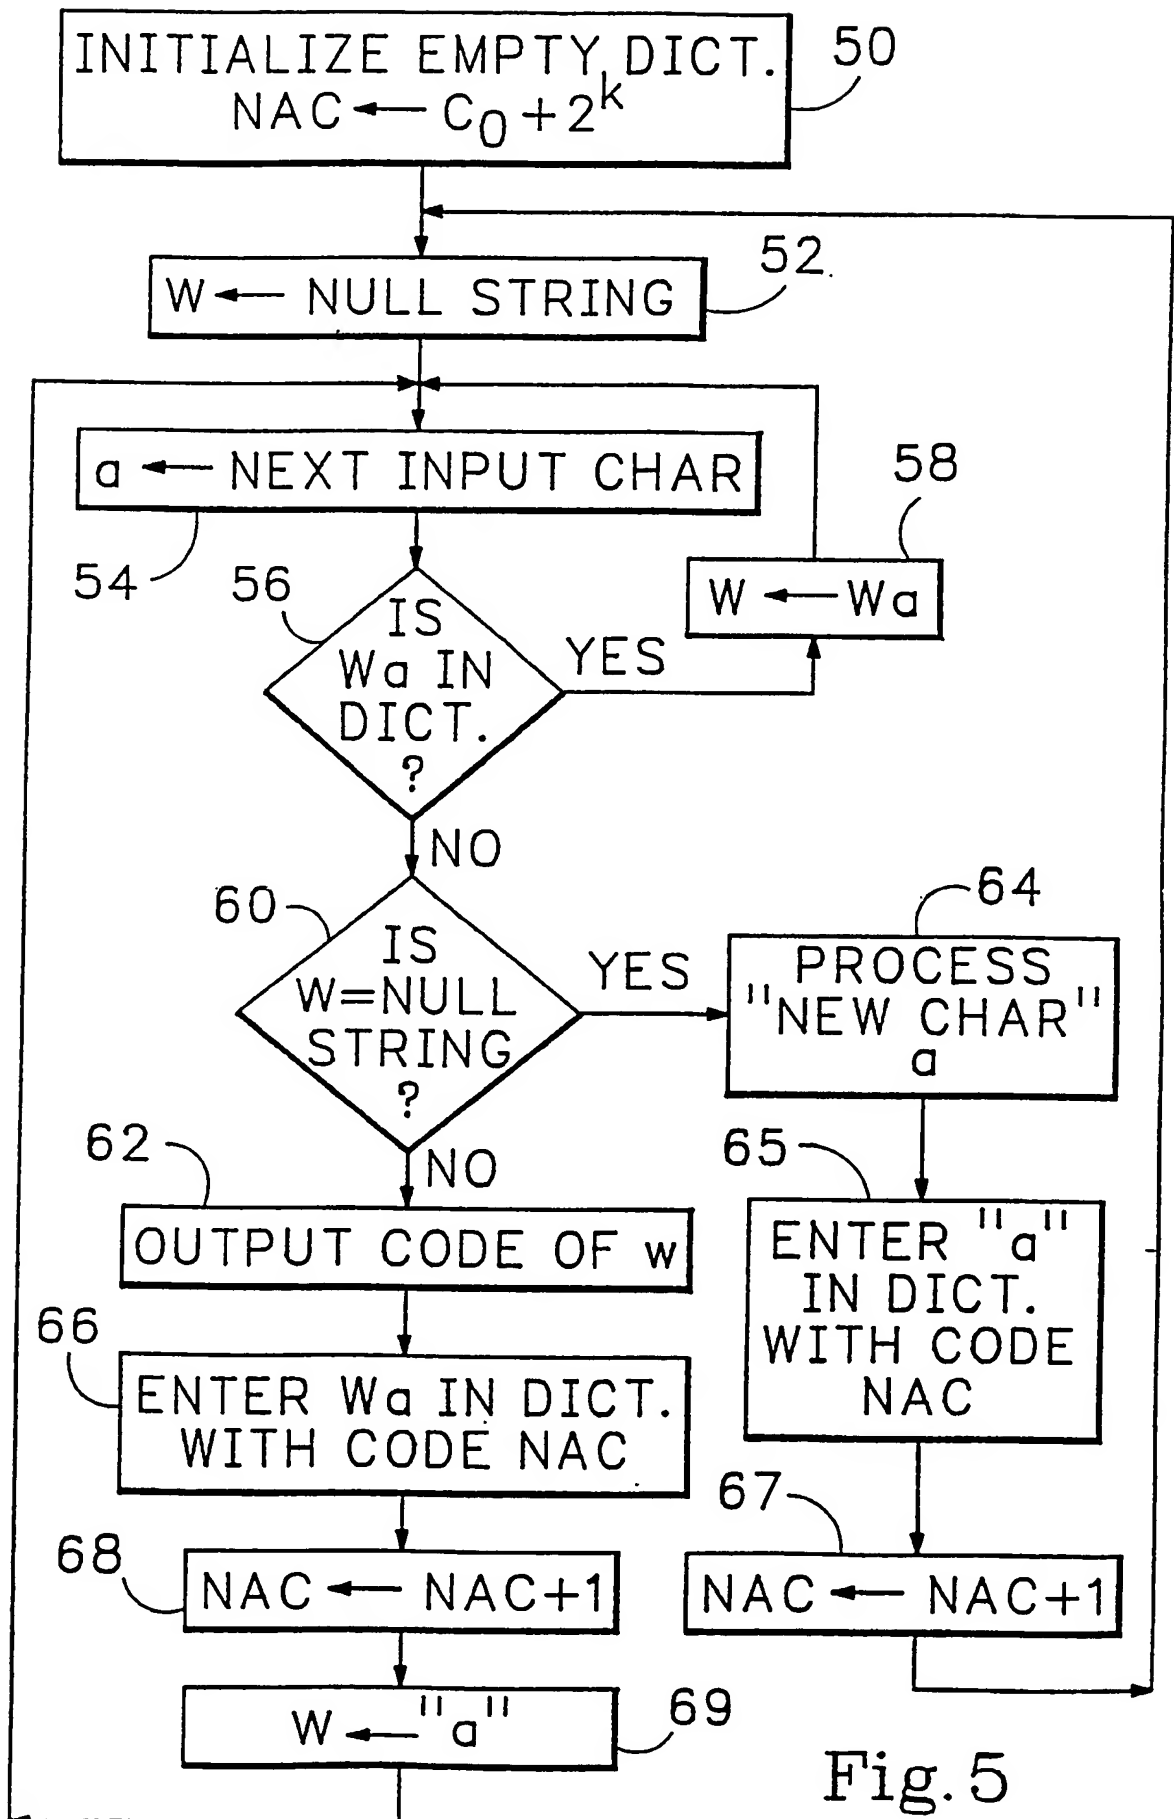 INITIALIZE EMPTY DICT.
NAC ← C₀ + 2ᵏ
50
W ← NULL STRING
52
a ← NEXT INPUT CHAR
54
58
W ← Wa
56
IS
Wa IN
DICT.
?
YES
NO
60
IS
W=NULL
STRING
?
YES
NO
64
PROCESS
"NEW CHAR"
a
62
OUTPUT CODE OF w
65
ENTER "a"
IN DICT.
WITH CODE
NAC
66
ENTER Wa IN DICT.
WITH CODE NAC
67
NAC ← NAC+1
68
NAC ← NAC+1
W ← "a"
69
Fig. 5